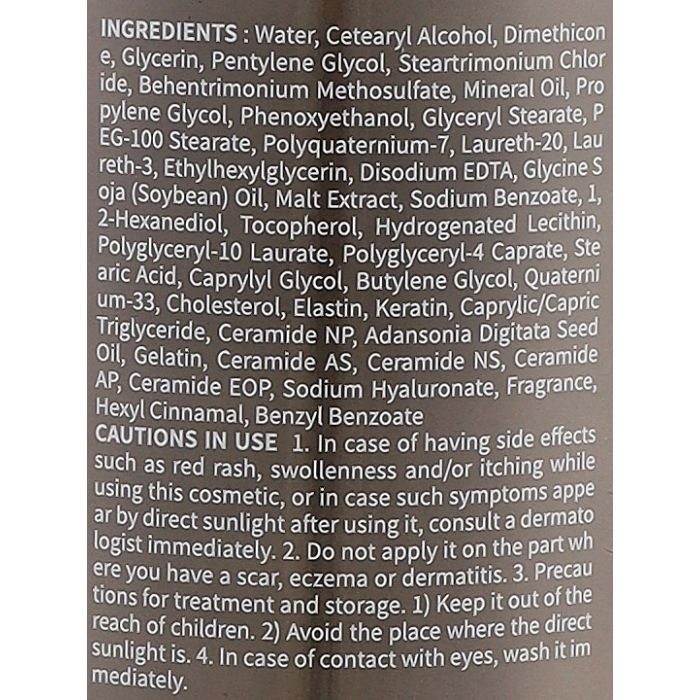 INGREDIENTS : Water, Cetearyl Alcohol, Dimethicon
e, Glycerin, Pentylene Glycol, Steartrimonium Chlor
ide, Behentrimonium Methosulfate, Mineral Oil, Pro
pylene Glycol, Phenoxyethanol, Glyceryl Stearate, P
EG-100 Stearate, Polyquaternium-7, Laureth-20, Lau
reth-3, Ethylhexylglycerin, Disodium EDTA, Glycine S
oja (Soybean) Oil, Malt Extract, Sodium Benzoate, 1,
2-Hexanediol, Tocopherol, Hydrogenated Lecithin,
Polyglyceryl-10 Laurate, Polyglyceryl-4 Caprate, Ste
aric Acid, Caprylyl Glycol, Butylene Glycol, Quaterni
um-33, Cholesterol, Elastin, Keratin, Caprylic/Capric
Triglyceride, Ceramide NP, Adansonia Digitata Seed
Oil, Gelatin, Ceramide AS, Ceramide NS, Ceramide
AP, Ceramide EOP, Sodium Hyaluronate, Fragrance,
Hexyl Cinnamal, Benzyl Benzoate
CAUTIONS IN USE 1. In case of having side effects
such as red rash, swollenness and/or itching while
using this cosmetic, or in case such symptoms appe
ar by direct sunlight after using it, consult a dermato
logist immediately. 2. Do not apply it on the part wh
ere you have a scar, eczema or dermatitis. 3. Precau
tions for treatment and storage. 1) Keep it out of the
reach of children. 2) Avoid the place where the direct
sunlight is. 4. In case of contact with eyes, wash it im
mediately.